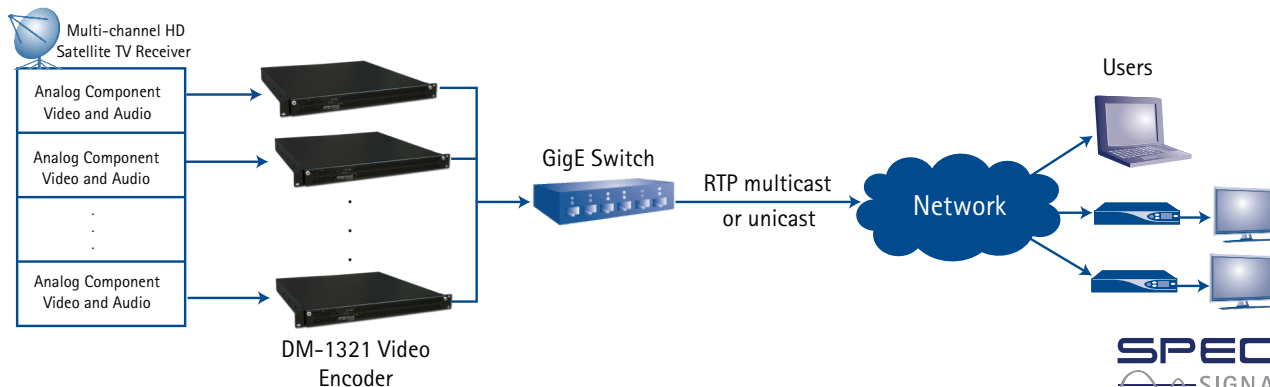 Multi-channel HD
Satellite TV Receiver
Analog Component
Video and Audio
Analog Component
Video and Audio
Analog Component
Video and Audio
DM-1321 Video
Encoder
GigE Switch
RTP multicast
or unicast
Network
Users
SPEC
SIGNA